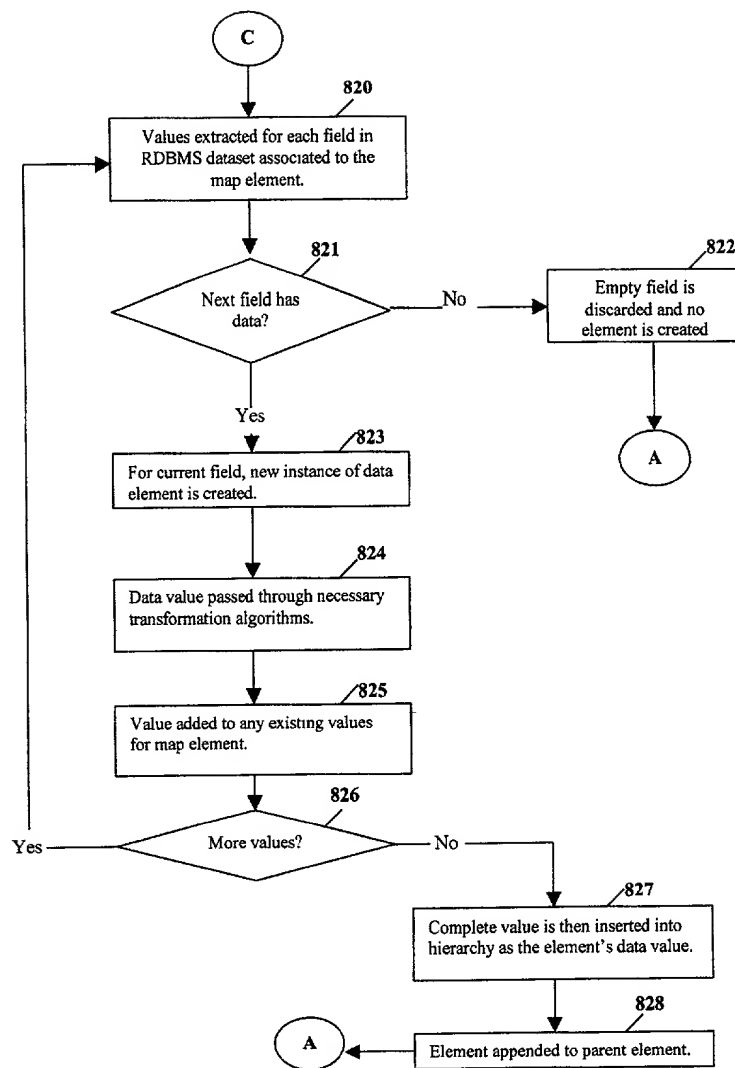 C
820
Values extracted for each field in
RDBMS dataset associated to the
map element.
821
Next field has
data?
No
822
Empty field is
discarded and no
element is created
A
Yes
823
For current field, new instance of data
element is created.
824
Data value passed through necessary
transformation algorithms.
825
Value added to any existing values
for map element.
826
More values?
Yes
No
827
Complete value is then inserted into
hierarchy as the element's data value.
828
Element appended to parent element.
A